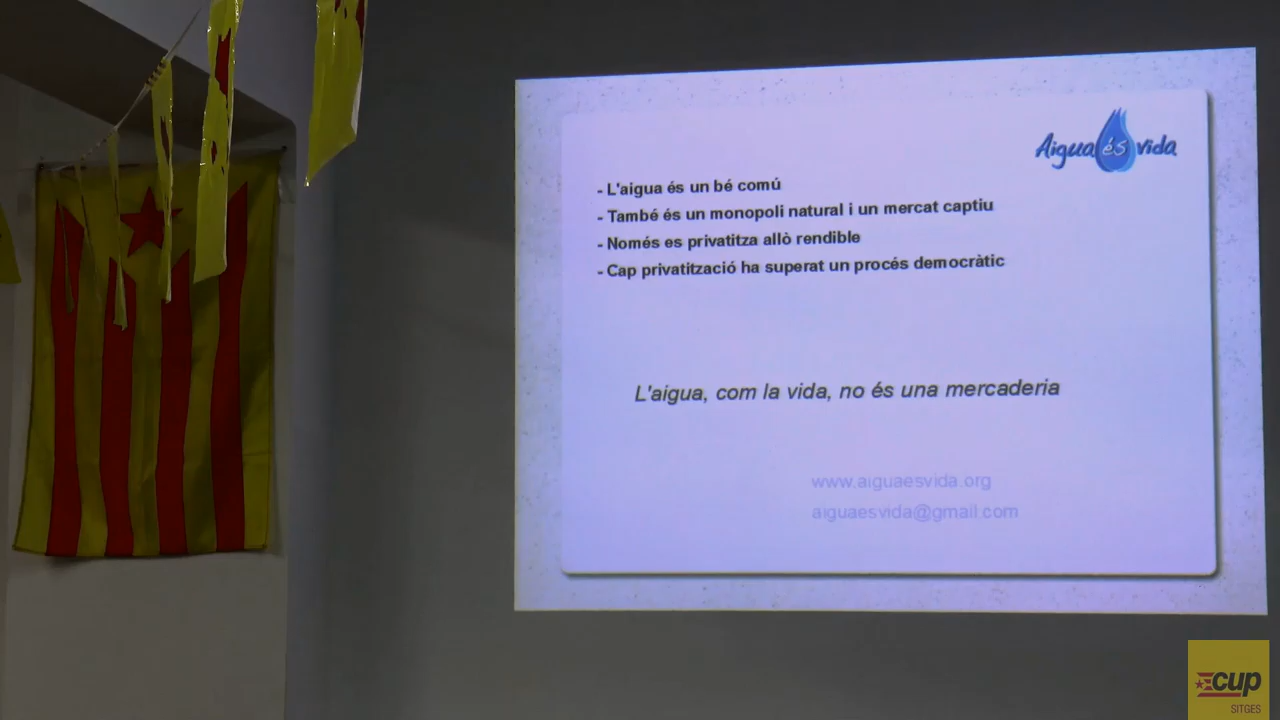 Aigua és vida
- L'aigua és un bé comú
- També és un monopoli natural i un mercat captiu
- Només es privatitza allò rendible
- Cap privatització ha superat un procés democràtic
L'aigua, com la vida, no és una mercaderia
www.aiguaesvida.org
aiguaesvida@gmail.com
cup
SITGES